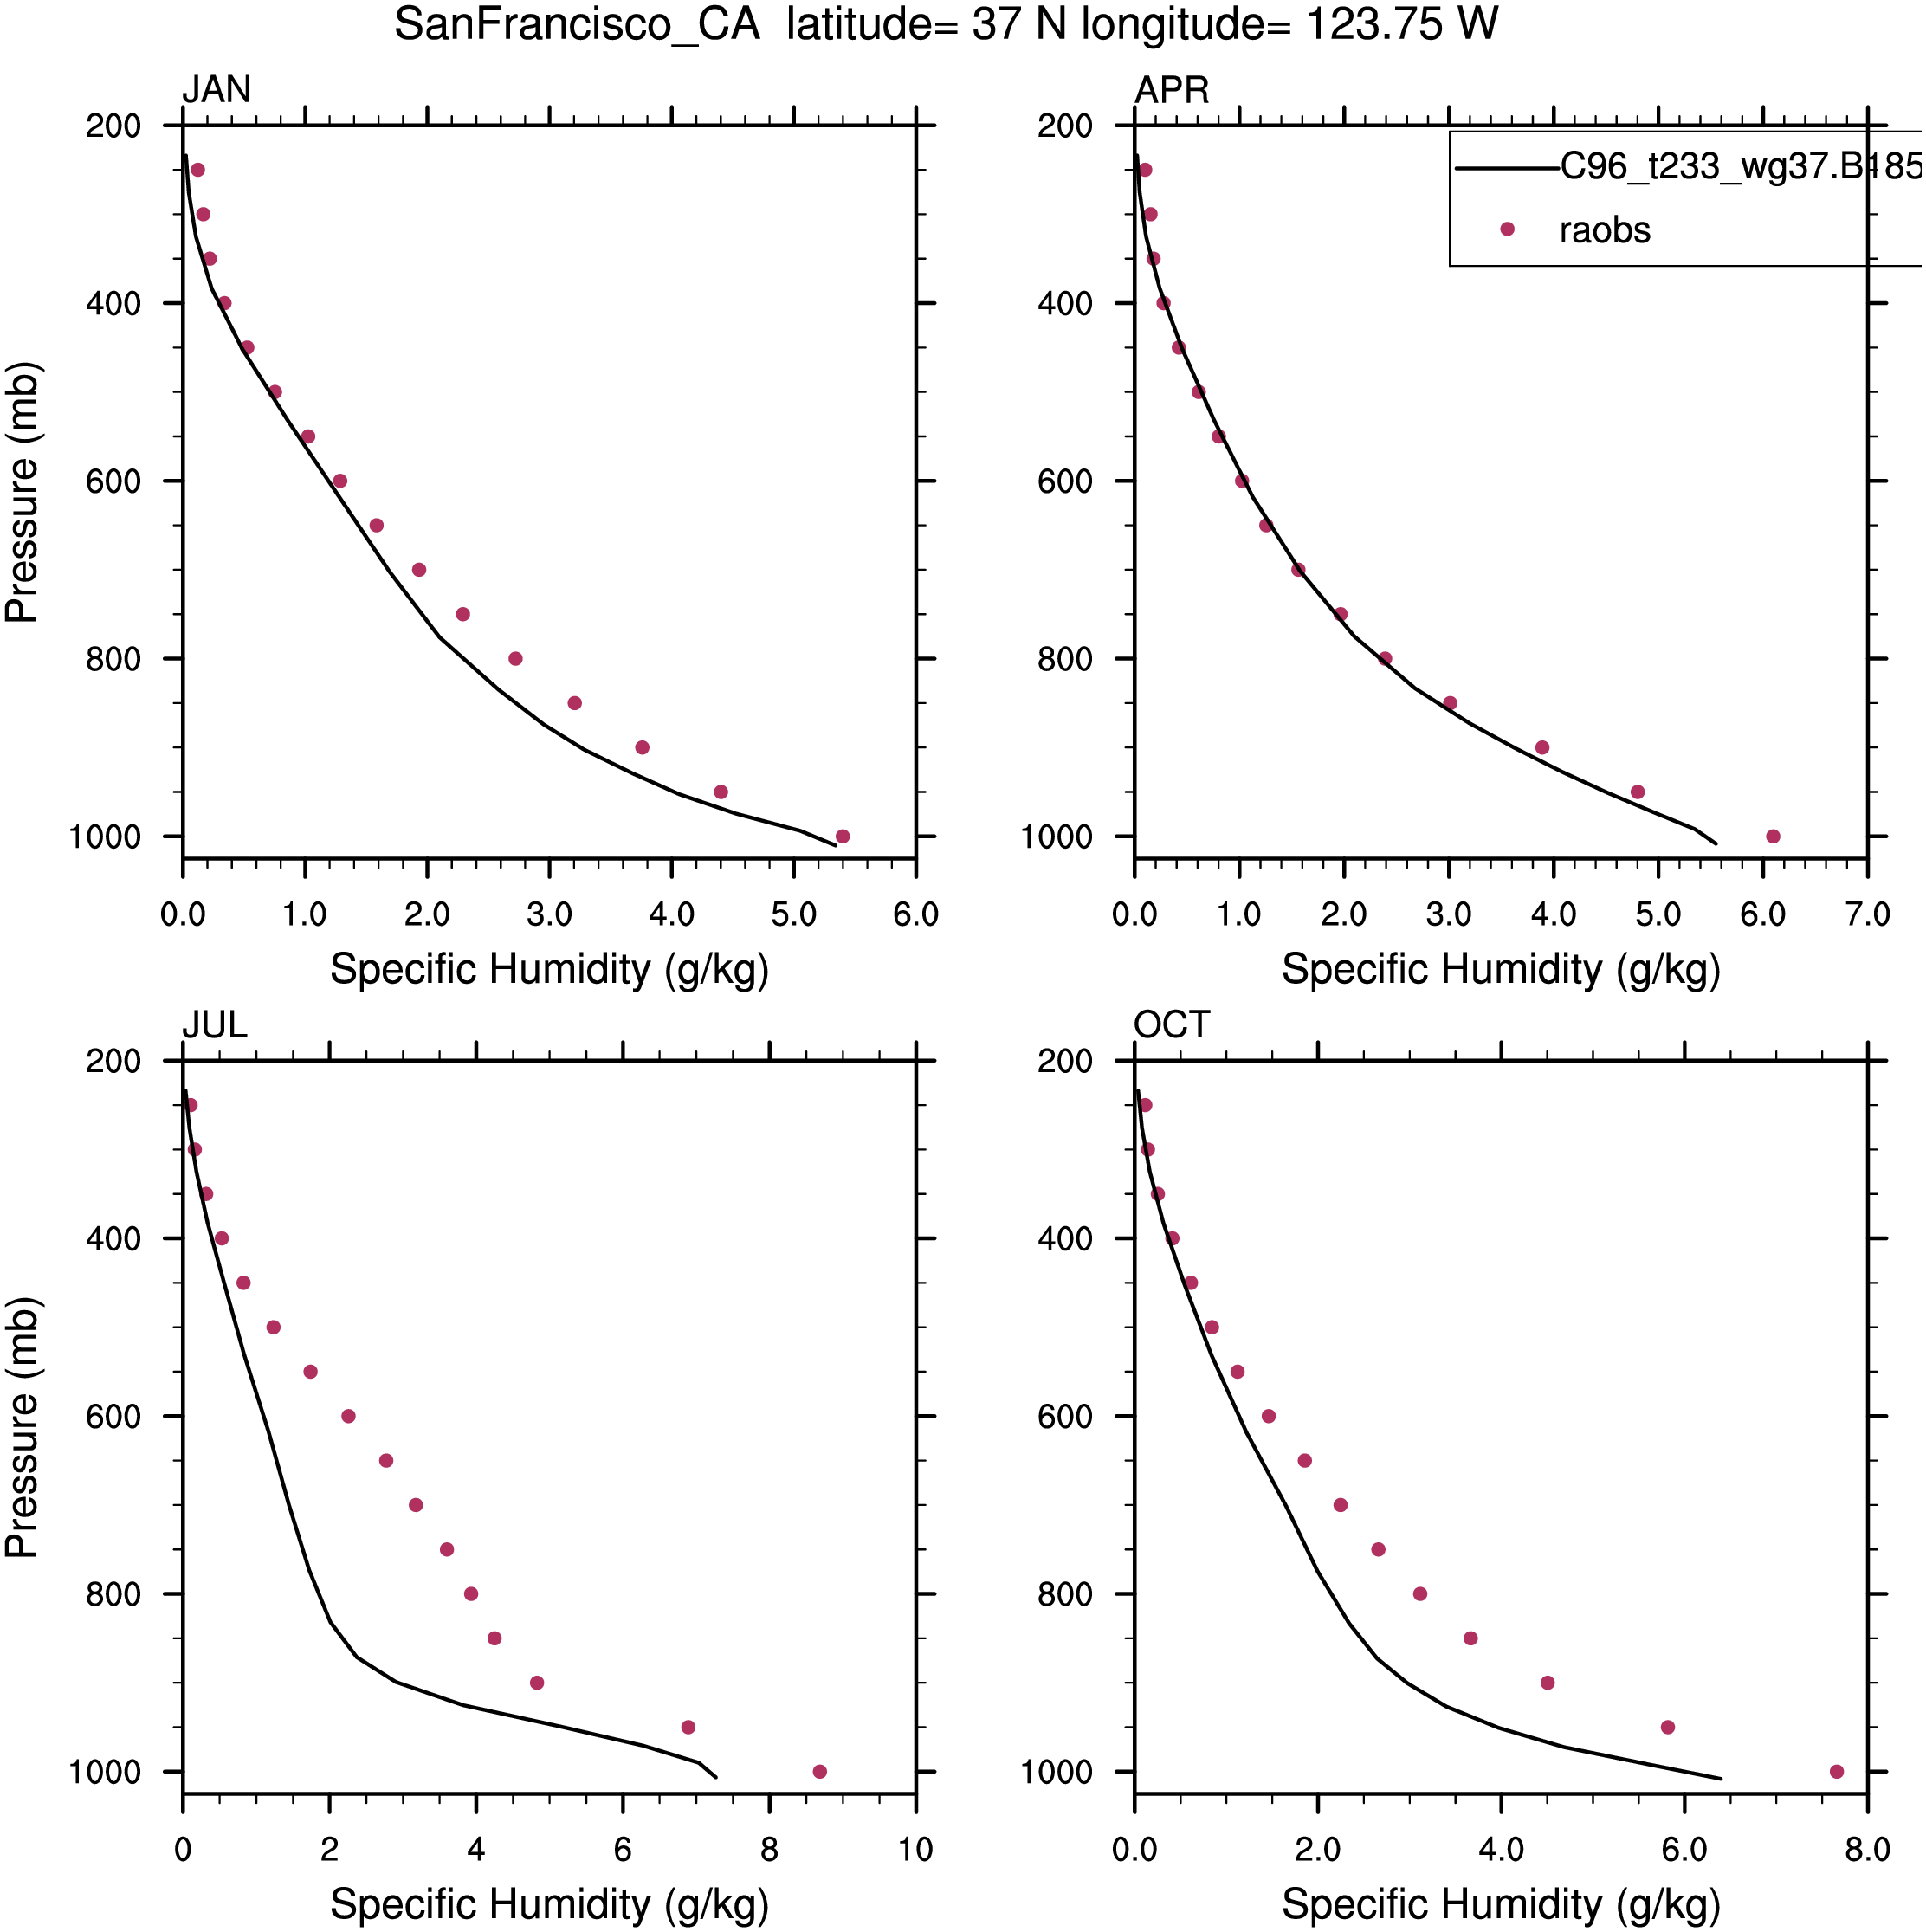 SanFrancisco_CA  latitude= 37 N longitude= 123.75 W
JAN
200
400
600
800
1000
Pressure (mb)
0.0 1.0 2.0 3.0 4.0 5.0 6.0
Specific Humidity (g/kg)
APR
200
400
600
800
1000
C96_t233_wg37.B185
raobs
0.0 1.0 2.0 3.0 4.0 5.0 6.0 7.0
Specific Humidity (g/kg)
JUL
200
400
600
800
1000
Pressure (mb)
0 2 4 6 8 10
Specific Humidity (g/kg)
OCT
200
400
600
800
1000
0.0 2.0 4.0 6.0 8.0
Specific Humidity (g/kg)